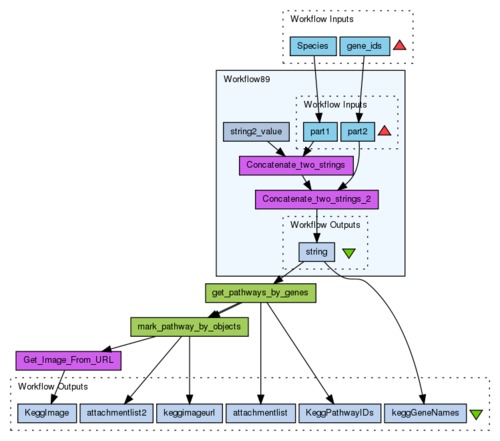 Workflow Inputs
Species
gene_ids
Workflow89
Workflow Inputs
string2_value
part1
part2
Concatenate_two_strings
Concatenate_two_strings_2
Workflow Outputs
string
get_pathways_by_genes
mark_pathway_by_objects
Get_Image_From_URL
Workflow Outputs
KeggImage
attachmentlist2
keggimageurl
attachmentlist
KeggPathwayIDs
keggGeneNames